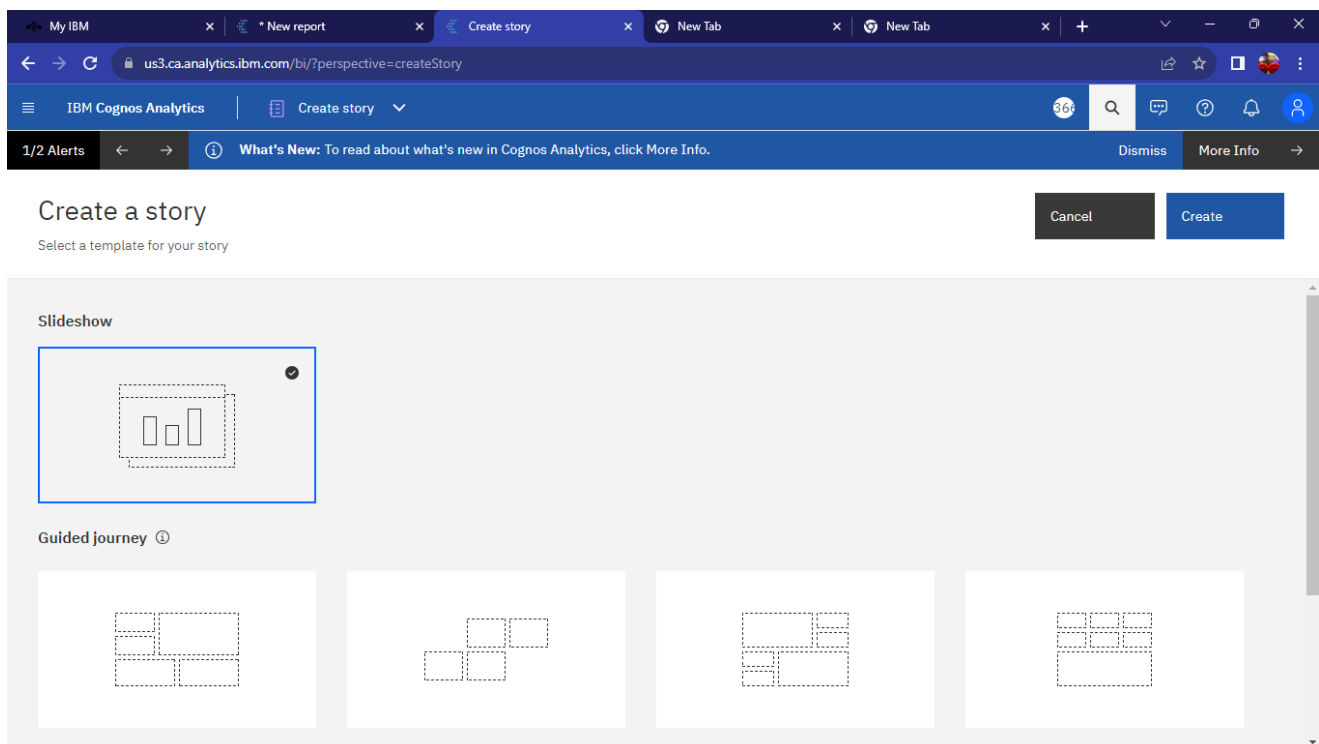 My IBM
* New report
Create story
New Tab
New Tab
us3.ca.analytics.ibm.com/bi/?perspective=createStory
IBM Cognos Analytics
Create story
366
1/2 Alerts
What's New: To read about what's new in Cognos Analytics, click More Info.
Dismiss
More Info
Create a story
Cancel
Create
Select a template for your story
Slideshow
Guided journey